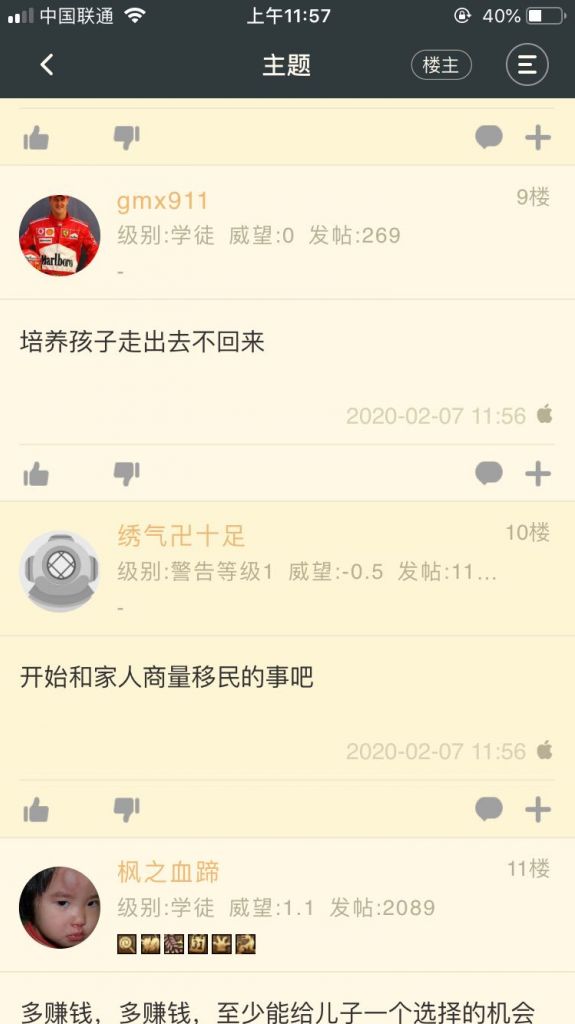 中国联通
上午11:57
40%
主题
楼主
gmx911
9楼
级别:学徒 威望:0 发帖:269
-
培养孩子走出去不回来
2020-02-07 11:56
绣气卍十足
10楼
级别:警告等级1 威望:-0.5 发帖:11...
-
开始和家人商量移民的事吧
2020-02-07 11:56
枫之血蹄
11楼
级别:学徒 威望:1.1 发帖:2089
多赚钱，多赚钱，至少能给儿子一个选择的机会
Marlboro